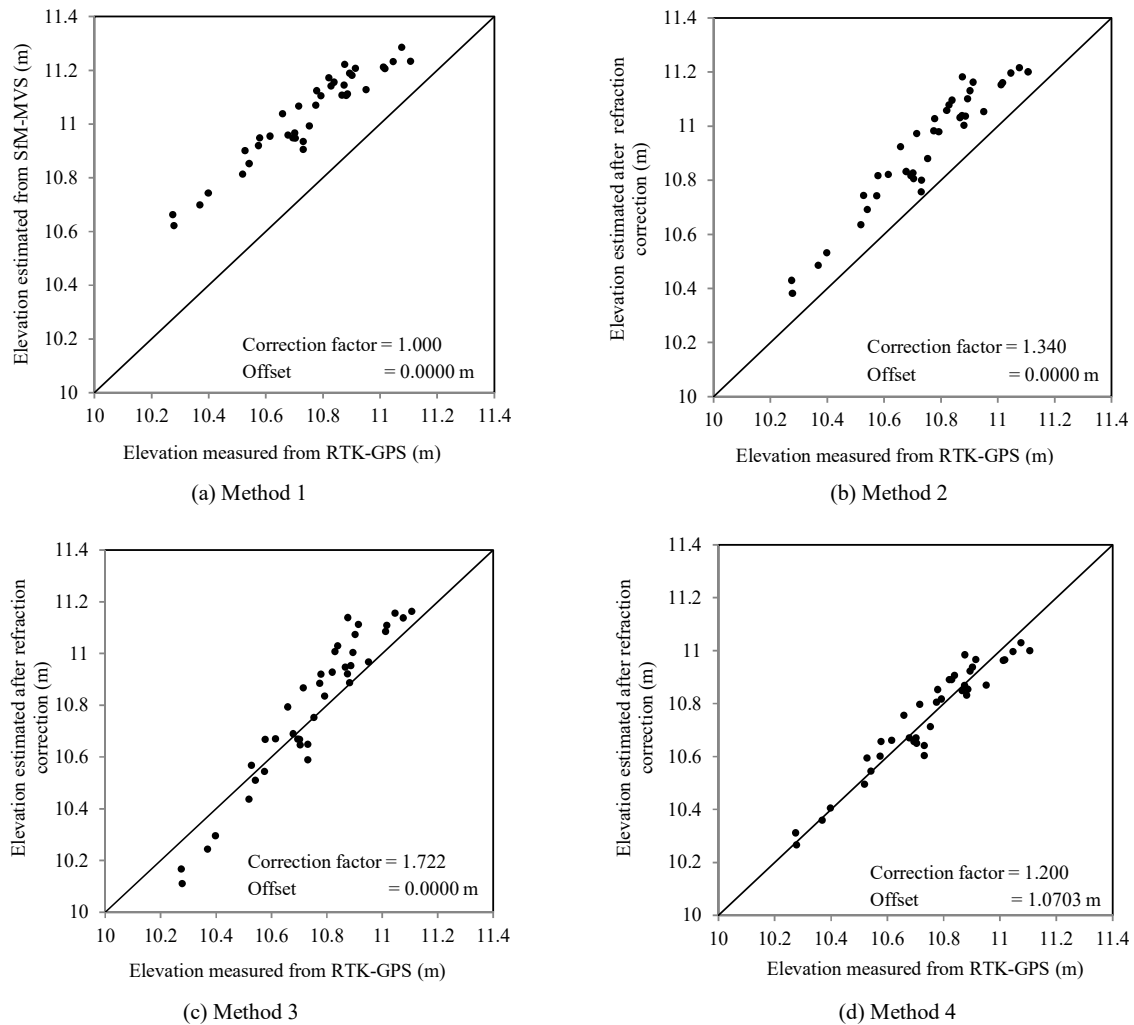 11.4
11.2
11
10.8
10.6
10.4
10.2
10
Elevation estimated from SfM-MVS (m)
Correction factor = 1.000
Offset = 0.0000 m
10 10.2 10.4 10.6 10.8 11 11.2 11.4
Elevation measured from RTK-GPS (m)
(a) Method 1
11.4
11.2
11
10.8
10.6
10.4
10.2
10
Elevation estimated after refraction
correction (m)
Correction factor = 1.340
Offset = 0.0000 m
10 10.2 10.4 10.6 10.8 11 11.2 11.4
Elevation measured from RTK-GPS (m)
(b) Method 2
11.4
11.2
11
10.8
10.6
10.4
10.2
10
Elevation estimated after refraction
correction (m)
Correction factor = 1.722
Offset = 0.0000 m
10 10.2 10.4 10.6 10.8 11 11.2 11.4
Elevation measured from RTK-GPS (m)
(c) Method 3
11.4
11.2
11
10.8
10.6
10.4
10.2
10
Elevation estimated after refraction
correction (m)
Correction factor = 1.200
Offset = 1.0703 m
10 10.2 10.4 10.6 10.8 11 11.2 11.4
Elevation measured from RTK-GPS (m)
(d) Method 4